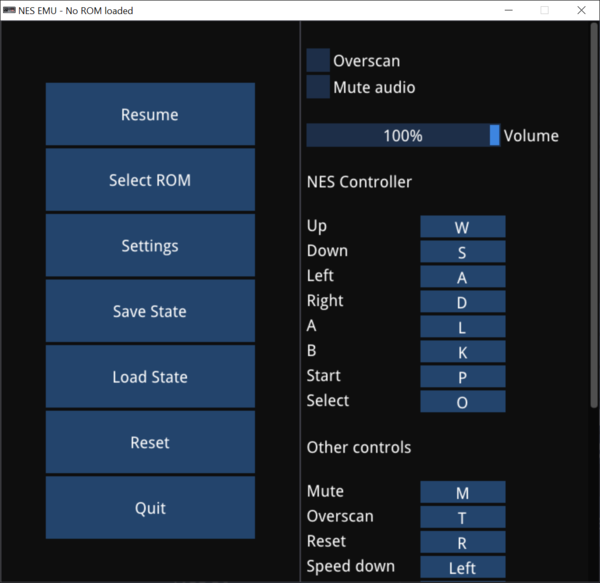 NES EMU - No ROM loaded
Resume
Select ROM
Settings
Save State
Load State
Reset
Quit
Overscan
Mute audio
100% Volume
NES Controller
Up W
Down S
Left A
Right D
A L
B K
Start P
Select O
Other controls
Mute M
Overscan T
Reset R
Speed down Left